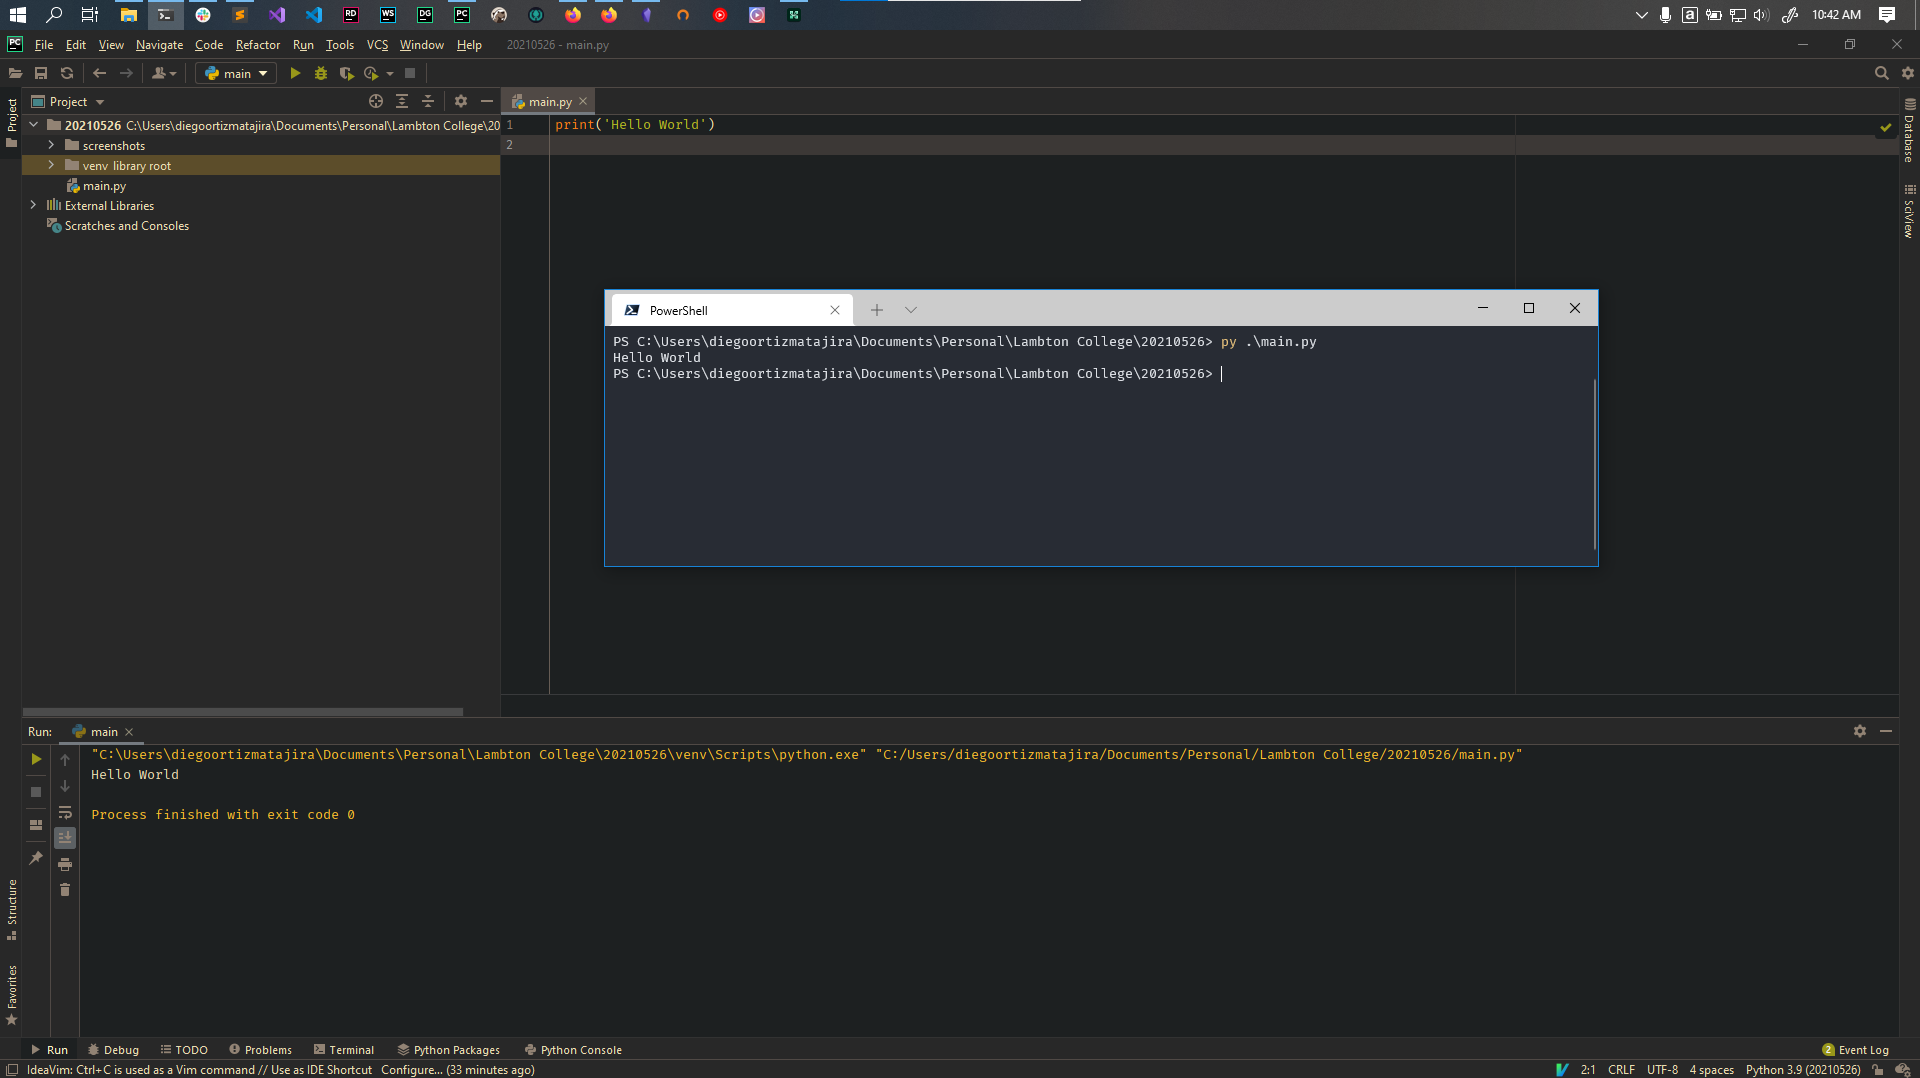 10:42 AM
File Edit View Navigate Code Refactor Run Tools VCS Window Help 20210526 - main.py
main
Project
main.py
Project
20210526 C:\Users\diegoortizmatajira\Documents\Personal\Lambton College\20
screenshots
venv library root
main.py
External Libraries
Scratches and Consoles
1 print('Hello World')
2
Database
SciView
PowerShell
PS C:\Users\diegoortizmatajira\Documents\Personal\Lambton College\20210526> py .\main.py
Hello World
PS C:\Users\diegoortizmatajira\Documents\Personal\Lambton College\20210526>
Run: main
"C:\Users\diegoortizmatajira\Documents\Personal\Lambton College\20210526\venv\Scripts\python.exe" "C:/Users/diegoortizmatajira/Documents/Personal/Lambton College/20210526/main.py"
Hello World
Process finished with exit code 0
Structure
Favorites
Run Debug TODO Problems Terminal Python Packages Python Console 2 Event Log
IdeaVim: Ctrl+C is used as a Vim command // Use as IDE Shortcut Configure... (33 minutes ago) 2:1 CRLF UTF-8 4 spaces Python 3.9 (20210526)